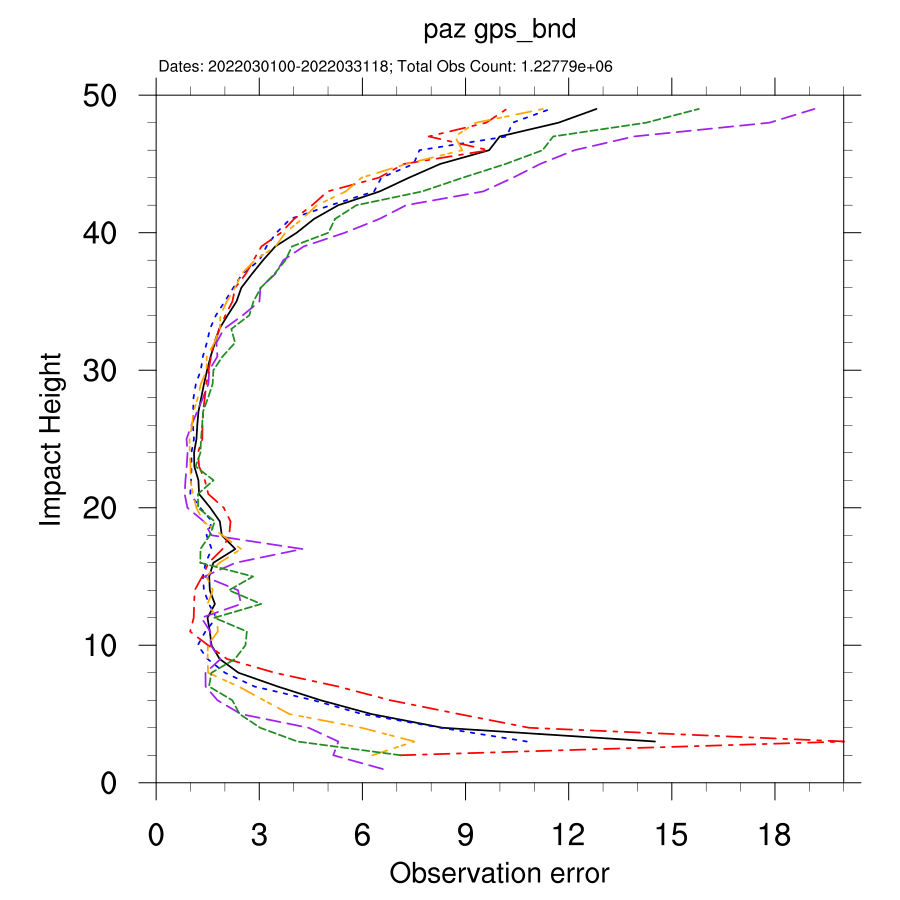 paz gps_bnd
Dates: 2022030100-2022033118; Total Obs Count: 1.22779e+06
50
40
30
20
10
0
Impact Height
0 3 6 9 12 15 18
Observation error